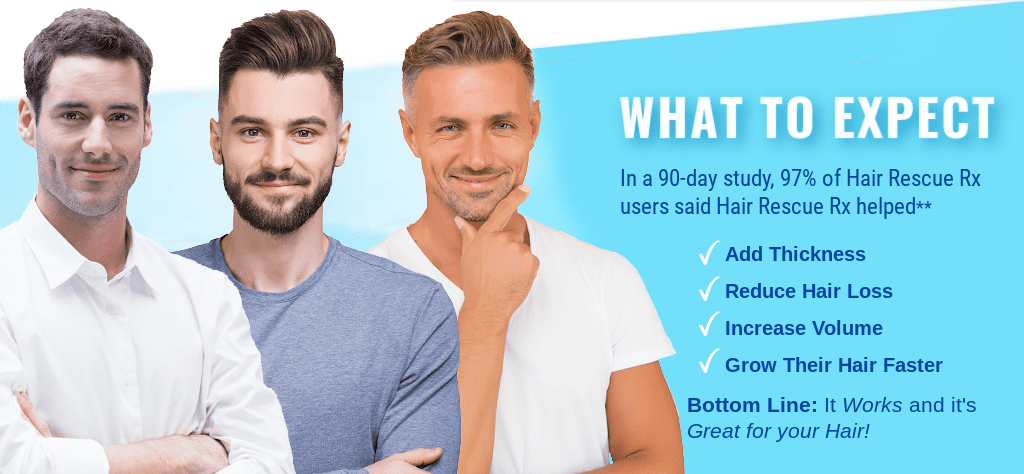 WHAT TO EXPECT
In a 90-day study, 97% of Hair Rescue Rx
users said Hair Rescue Rx helped**
Add Thickness
Reduce Hair Loss
Increase Volume
Grow Their Hair Faster
Bottom Line: It Works and it's
Great for your Hair!